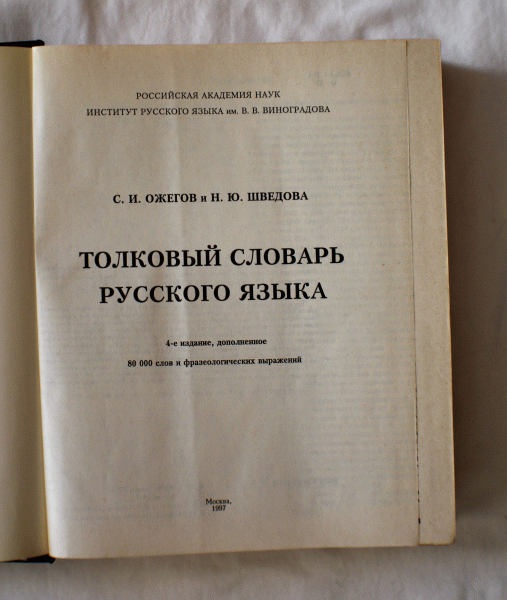 РОССИЙСКАЯ АКАДЕМИЯ НАУК
ИНСТИТУТ РУССКОГО ЯЗЫКА им. В. В. ВИНОГРАДОВА
С. И. ОЖЕГОВ и Н. Ю. ШВЕДОВА
ТОЛКОВЫЙ СЛОВАРЬ
РУССКОГО ЯЗЫКА
4-е издание, дополненное
80 000 слов и фразеологических выражений
Москва,
1997